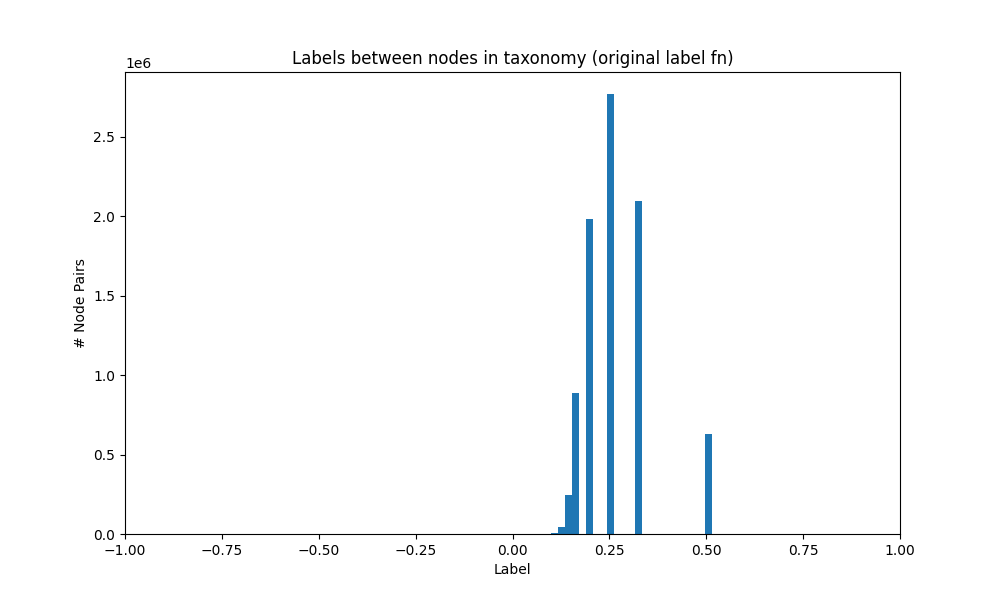 Labels between nodes in taxonomy (original label fn)
1e6
2.5
2.0
1.5
1.0
0.5
0.0
# Node Pairs
−1.00 −0.75 −0.50 −0.25 0.00 0.25 0.50 0.75 1.00
Label